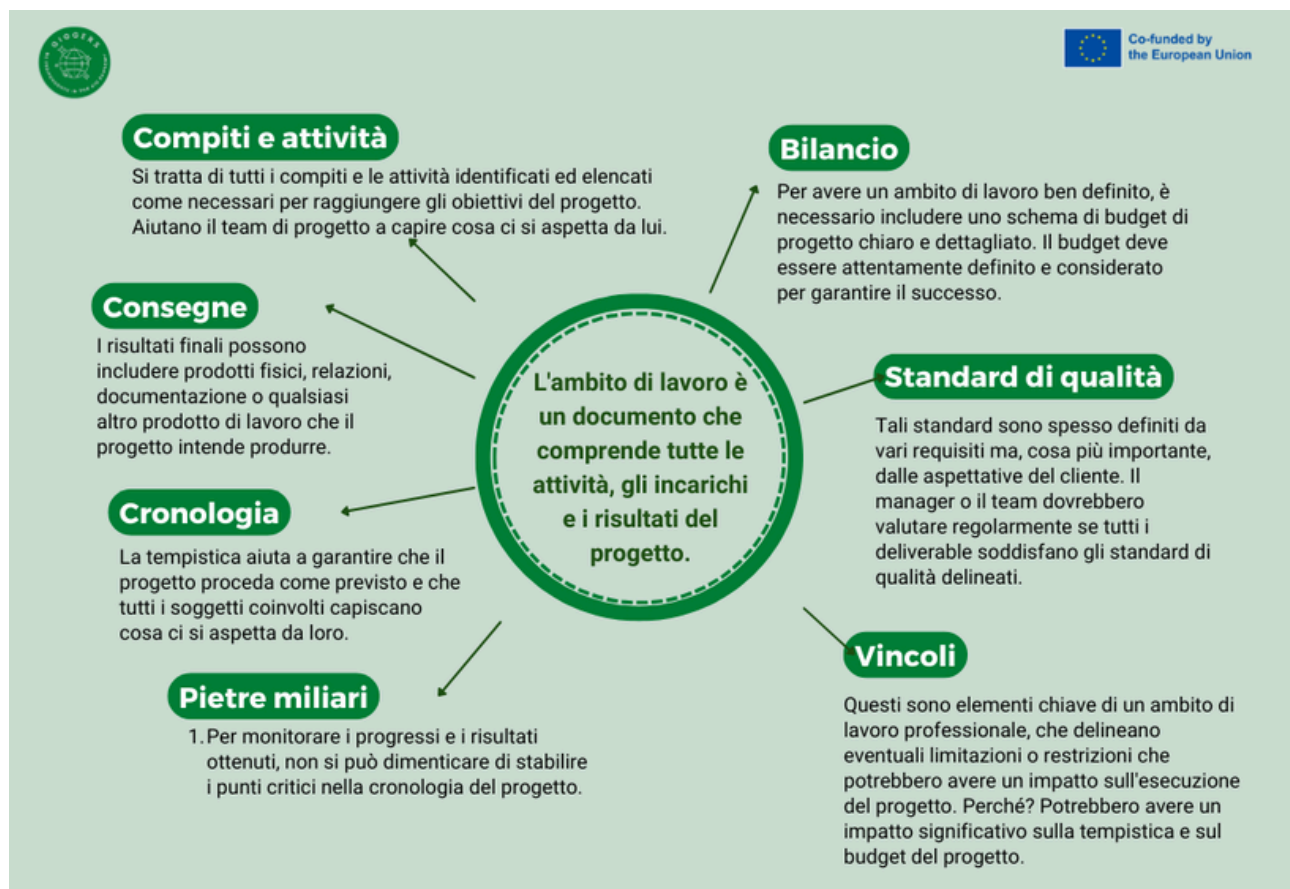 GIGGERS
Co-funded by
the European Union
Compiti e attività
Si tratta di tutti i compiti e le attività identificati ed elencati
come necessari per raggiungere gli obiettivi del progetto.
Aiutano il team di progetto a capire cosa ci si aspetta da lui.
Consegne
I risultati finali possono
includere prodotti fisici, relazioni,
documentazione o qualsiasi
altro prodotto di lavoro che il
progetto intende produrre.
Cronologia
La tempistica aiuta a garantire che il
progetto proceda come previsto e che
tutti i soggetti coinvolti capiscano
cosa ci si aspetta da loro.
Pietre miliari
1. Per monitorare i progressi e i risultati
ottenuti, non si può dimenticare di stabilire
i punti critici nella cronologia del progetto.
L'ambito di lavoro è
un documento che
comprende tutte le
attività, gli incarichi
e i risultati del
progetto.
Bilancio
Per avere un ambito di lavoro ben definito, è
necessario includere uno schema di budget di
progetto chiaro e dettagliato. Il budget deve
essere attentamente definito e considerato
per garantire il successo.
Standard di qualità
Tali standard sono spesso definiti da
vari requisiti ma, cosa più importante,
dalle aspettative del cliente. Il
manager o il team dovrebbero
valutare regolarmente se tutti i
deliverable soddisfano gli standard di
qualità delineati.
Vincoli
Questi sono elementi chiave di un ambito di
lavoro professionale, che delineano
eventuali limitazioni o restrizioni che
potrebbero avere un impatto sull'esecuzione
del progetto. Perché? Potrebbero avere un
impatto significativo sulla tempistica e sul
budget del progetto.